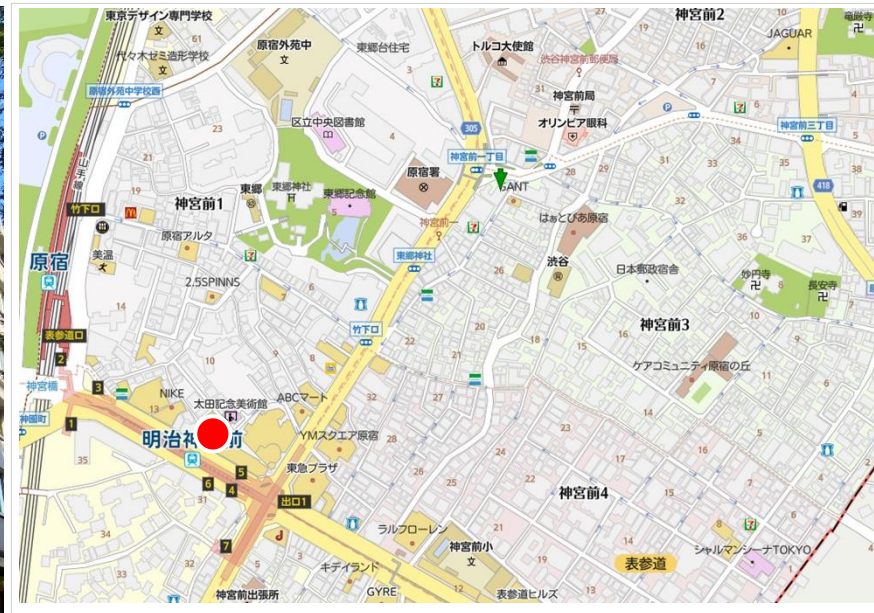 東京デザイン専門学校
文
代々木ゼミ造形学校
文
原宿外苑中
文
東郷台住宅
トルコ大使館
神宮前2
JAGUAR
竜巌寺
卍
原宿外苑中学校西
渋谷神宮前郵便局
神宮前局
〒
オリンピア眼科
神宮前三丁目
区立中央図書館
305
神宮前一丁目
原宿署
GANT
418
山手線
竹下口
神宮前1
東郷
東郷神社
東郷記念館
神宮前一
はぁとぴあ原宿
原宿アルタ
原宿
美温
2.5SPINNS
東郷神社
渋谷
日本郵政宿舎
妙円寺
卍
長安寺
卍
表参道口
竹下口
神宮前3
ケアコミュニティ原宿の丘
神宮橋
NIKE
太田記念美術館
ABCマート
明治神
前
YMスクエア原宿
東急プラザ
出口1
神宮前4
ラルフローレン
神宮前小
文
シャルマンシーナTOKYO
表参道
キデイランド
GYRE
表参道ヒルズ
神宮前出張所